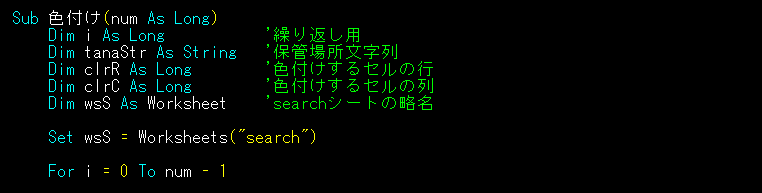 Sub 色付け(num As Long)
    Dim i As Long         '繰り返し用
    Dim tanaStr As String  '保管場所文字列
    Dim clrR As Long      '色付けするセルの行
    Dim clrC As Long      '色付けするセルの列
    Dim wsS As Worksheet   'searchシートの略名
    Set wsS = Worksheets("search")
    For i = 0 To num - 1